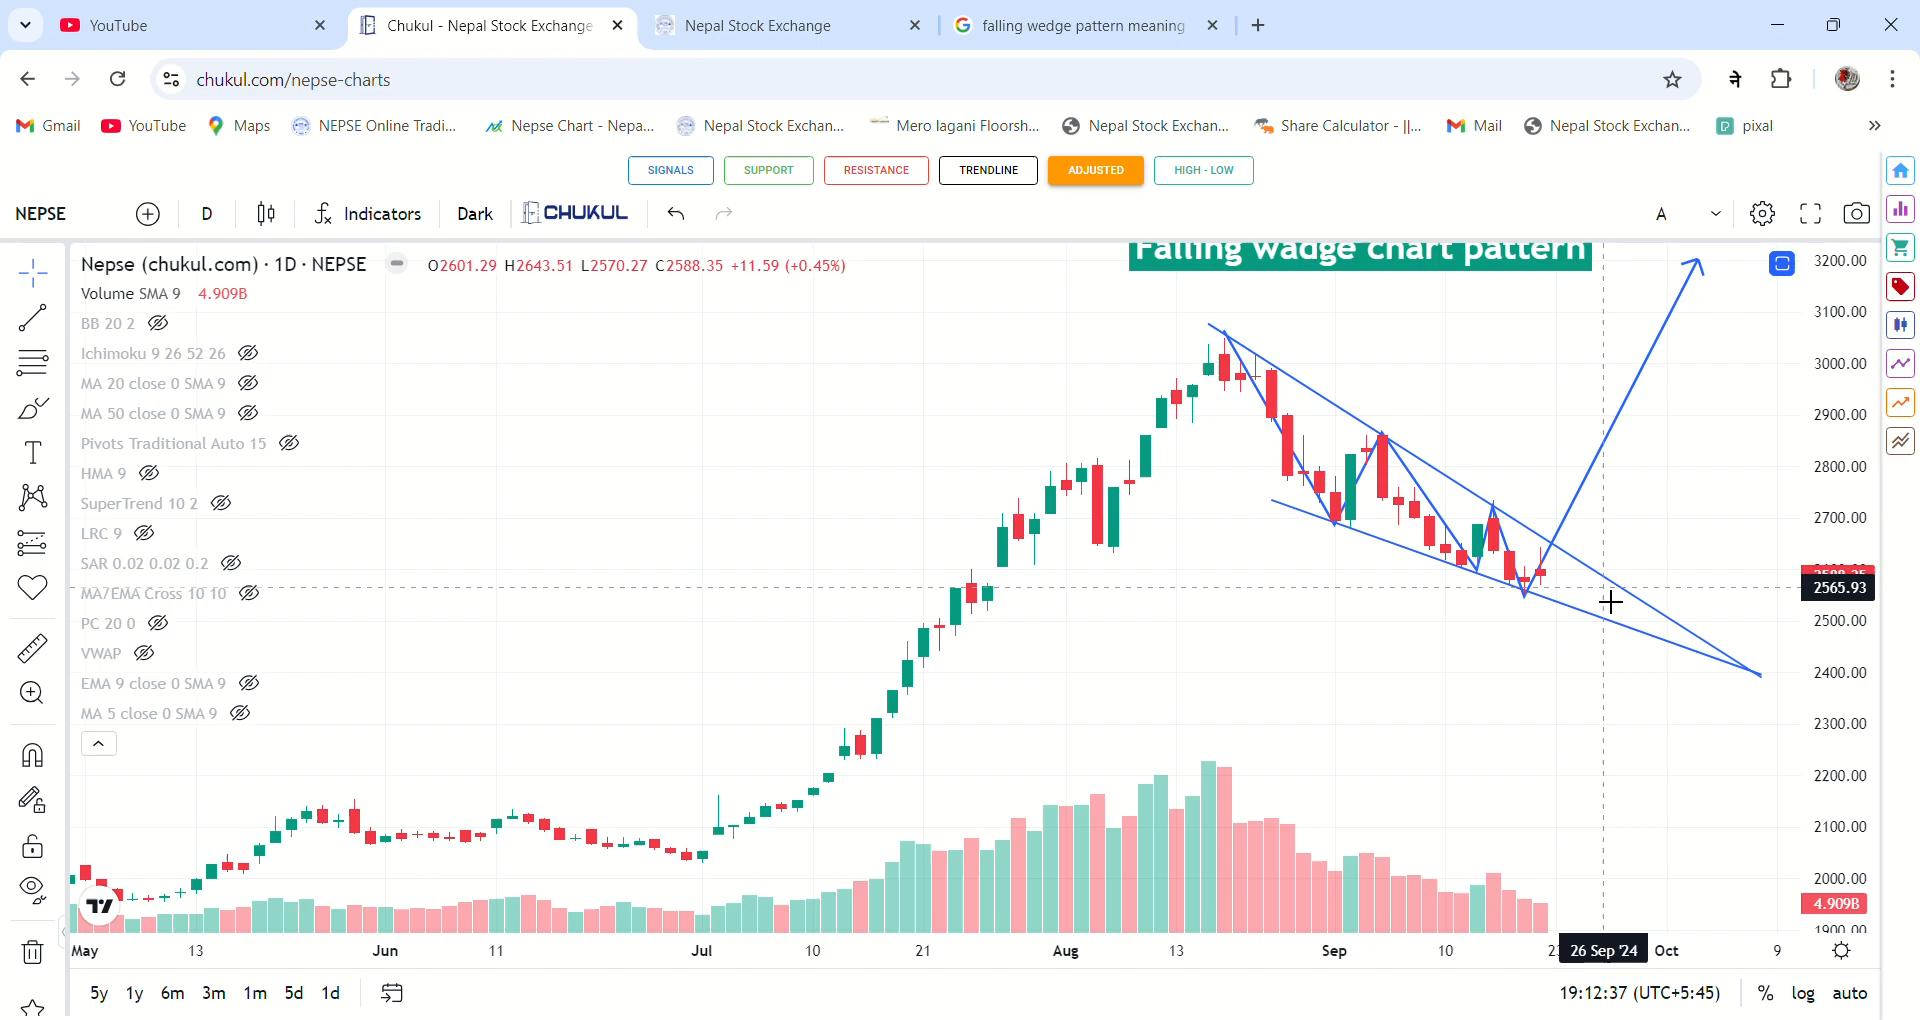 YouTube
Chukul - Nepal Stock Exchange
Nepal Stock Exchange
falling wedge pattern meaning
chukul.com/nepse-charts
ने
Gmail
YouTube
Maps
NEPSE Online Tradi...
Nepse Chart - Nepa...
Nepal Stock Exchan...
Mero lagani Floorsh...
Nepal Stock Exchan...
Share Calculator - ||...
Mail
Nepal Stock Exchan...
pixal
SIGNALS
SUPPORT
RESISTANCE
TRENDLINE
ADJUSTED
HIGH - LOW
NEPSE
D
Indicators
Dark
CHUKUL
A
Falling wadge chart pattern
Nepse (chukul.com) · 1D · NEPSE
O2601.29 H2643.51 L2570.27 C2588.35 +11.59 (+0.45%)
Volume SMA 9 4.909B
BB 20 2
Ichimoku 9 26 52 26
MA 20 close 0 SMA 9
MA 50 close 0 SMA 9
Pivots Traditional Auto 15
HMA 9
SuperTrend 10 2
LRC 9
SAR 0.02 0.02 0.2
MA/EMA Cross 10 10
PC 20 0
VWAP
EMA 9 close 0 SMA 9
MA 5 close 0 SMA 9
3200.00
3100.00
3000.00
2900.00
2800.00
2700.00
2565.93
2500.00
2400.00
2300.00
2200.00
2100.00
2000.00
4.909B
1900.00
May
13
Jun
11
Jul
10
21
Aug
13
Sep
10
26 Sep '24
Oct
9
5y
1y
6m
3m
1m
5d
1d
19:12:37 (UTC+5:45)
%
log
auto